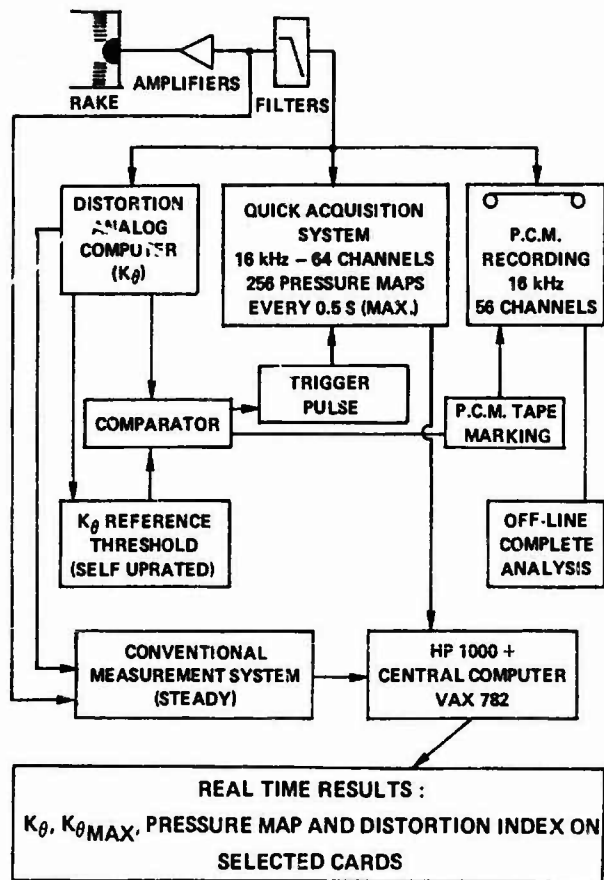 RAKE
AMPLIFIERS
FILTERS
DISTORTION
COMPUTER
(Kθ)
QUICK ACQUISITION
SYSTEM
16 kHz – 64 CHANNELS
256 PRESSURE MAPS
EVERY 0.5 S (MAX.)
P.C.M.
RECORDING
16 kHz
56 CHANNELS
TRIGGER
PULSE
COMPARATOR
P.C.M. TAPE
MARKING
Kθ REFERENCE
THRESHOLD
(SELF UPRATED)
OFF-LINE
COMPLETE
ANALYSIS
CONVENTIONAL
MEASUREMENT SYSTEM
(STEADY)
HP 1000 +
CENTRAL COMPUTER
VAX 782
REAL TIME RESULTS :
Kθ, KθMAX, PRESSURE MAP AND DISTORTION INDEX ON
SELECTED CARDS